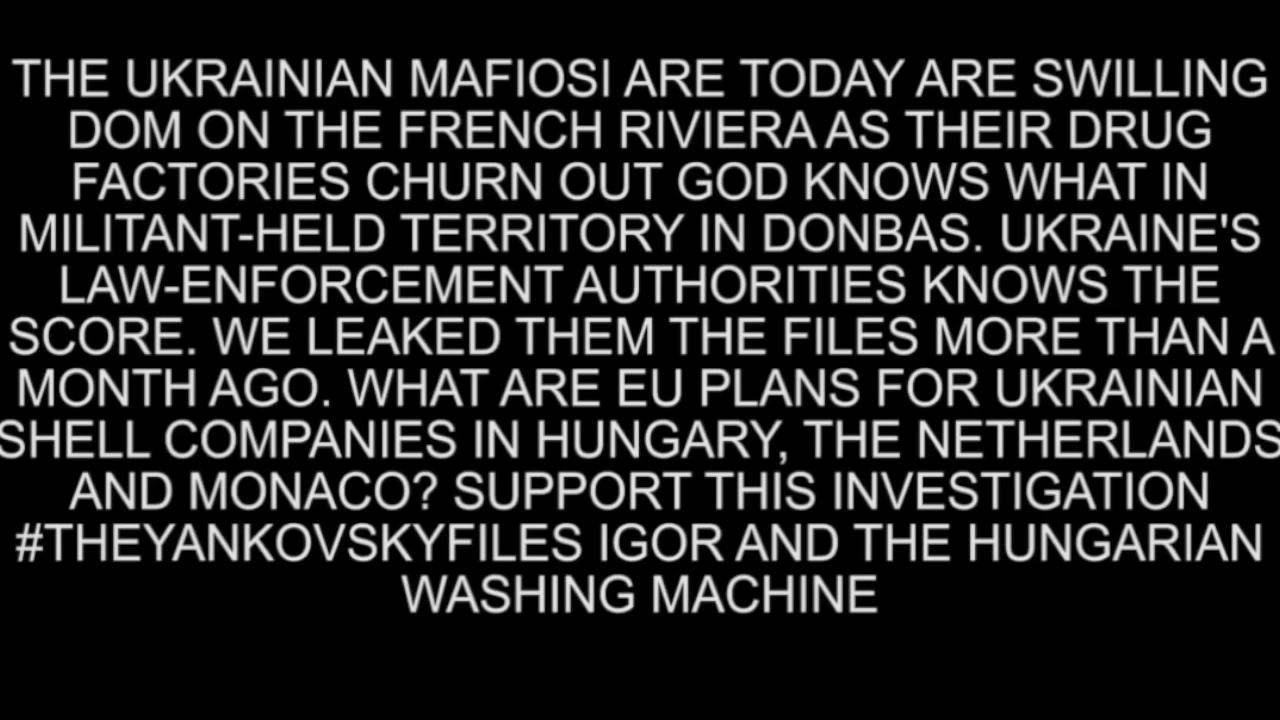 THE UKRAINIAN MAFIOSI ARE TODAY ARE SWILLING
DOM ON THE FRENCH RIVIERA AS THEIR DRUG
FACTORIES CHURN OUT GOD KNOWS WHAT IN
MILITANT-HELD TERRITORY IN DONBAS. UKRAINE'S
LAW-ENFORCEMENT AUTHORITIES KNOWS THE
SCORE. WE LEAKED THEM THE FILES MORE THAN A
MONTH AGO. WHAT ARE EU PLANS FOR UKRAINIAN
SHELL COMPANIES IN HUNGARY, THE NETHERLANDS
AND MONACO? SUPPORT THIS INVESTIGATION
#THEYANKOVSKYFILES IGOR AND THE HUNGARIAN
WASHING MACHINE